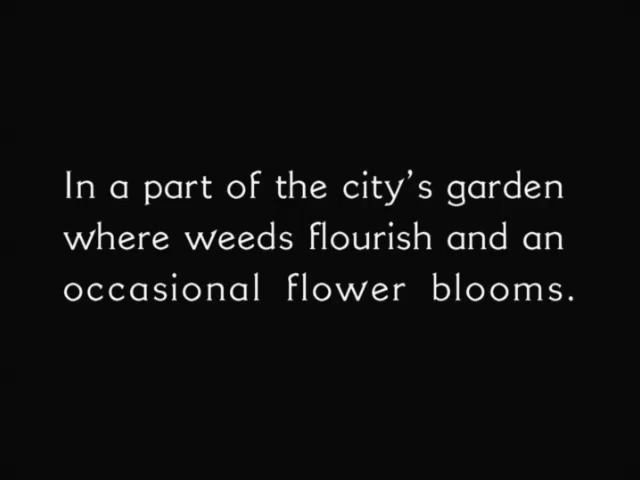 In a part of the city’s garden
where weeds flourish and an
occasional flower blooms.